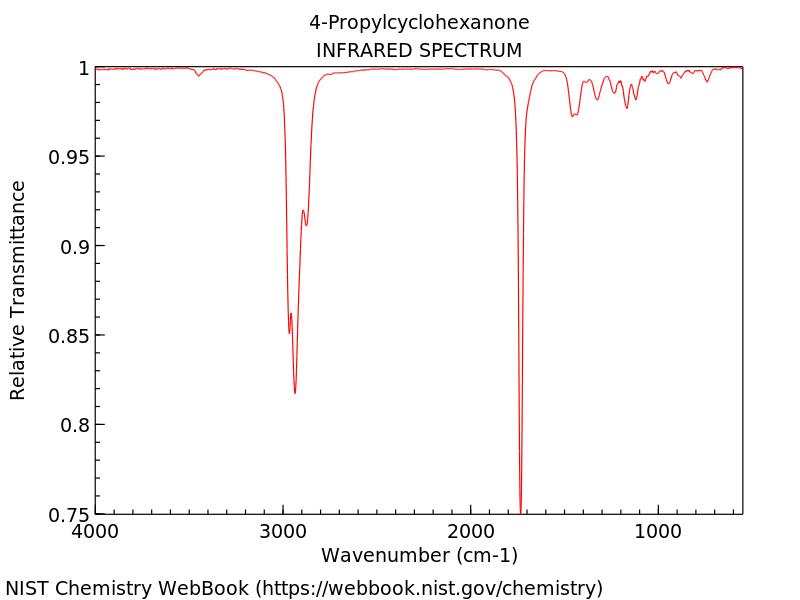 4-Propylcyclohexanone
INFRARED SPECTRUM
1
0.95
0.9
0.85
0.8
0.75
Relative Transmittance
4000 3000 2000 1000
Wavenumber (cm-1)
NIST Chemistry WebBook (https://webbook.nist.gov/chemistry)